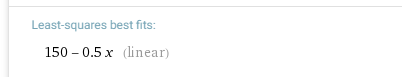 Least-squares best fits:
150 – 0.5 x (linear)